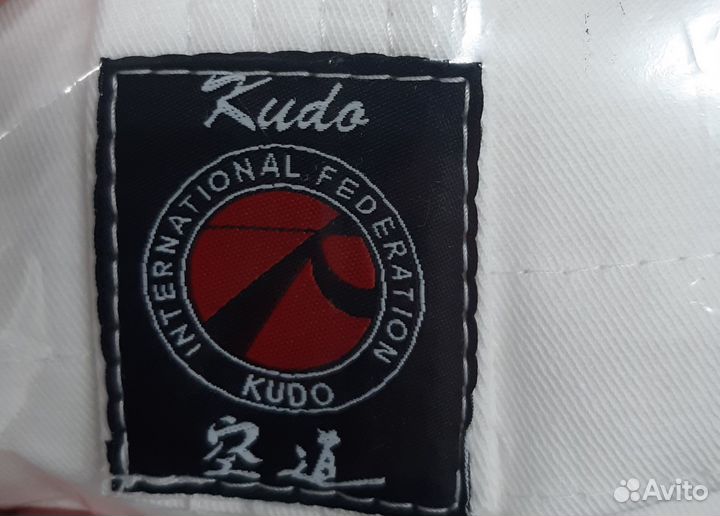 Kudo
INTERNATIONAL FEDERATION
KUDO
空道
Avito